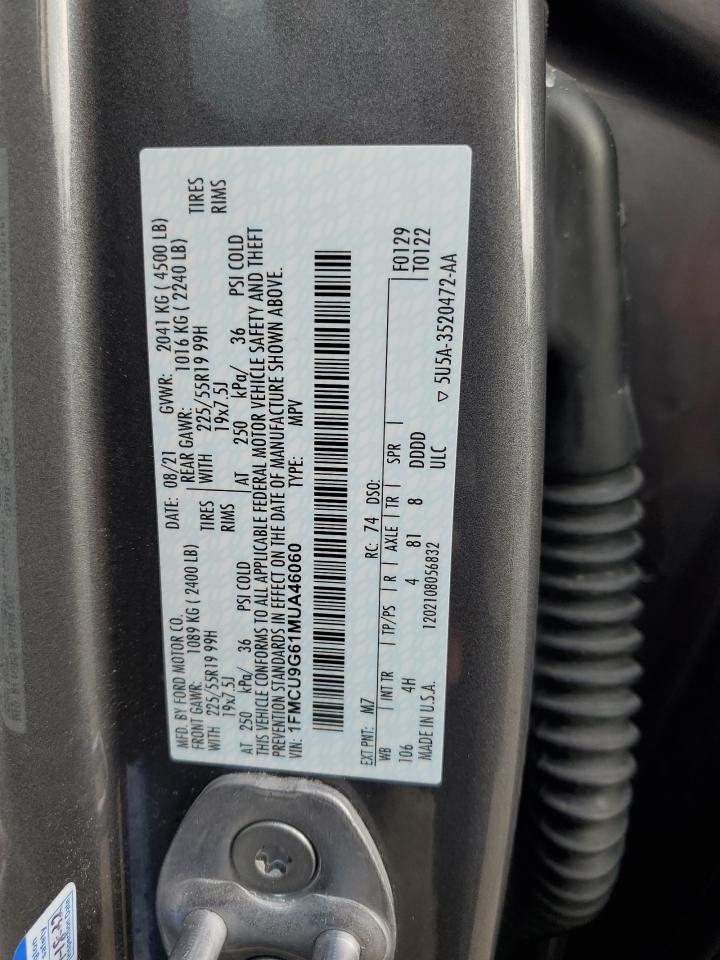 MFD. BY FORD MOTOR CO.
DATE: 08/21 GVWR: 2041 KG ( 4500 LB)
FRONT GAWR: 1089 KG ( 2400 LB) REAR GAWR: 1016 KG ( 2240 LB)
WITH 225/55R19 99H TIRES WITH 225/55R19 99H TIRES
19x7.5J RIMS 19x7.5J RIMS
AT 250 kPa/ 36 PSI COLD AT 250 kPa/ 36 PSI COLD
THIS VEHICLE CONFORMS TO ALL APPLICABLE FEDERAL MOTOR VEHICLE SAFETY AND THEFT
PREVENTION STANDARDS IN EFFECT ON THE DATE OF MANUFACTURE SHOWN ABOVE.
VIN: 1FMCU9G61MUA46060 TYPE: MPV
EXT PNT: M7 RC: 74 DSO: F0129
WB INT TR TP/PS R AXLE TR SPR T0122
106 4H 4 81 8 DDDD
MADE IN U.S.A. 1202108056832 ULC ▽ 5U5A-3520472-AA